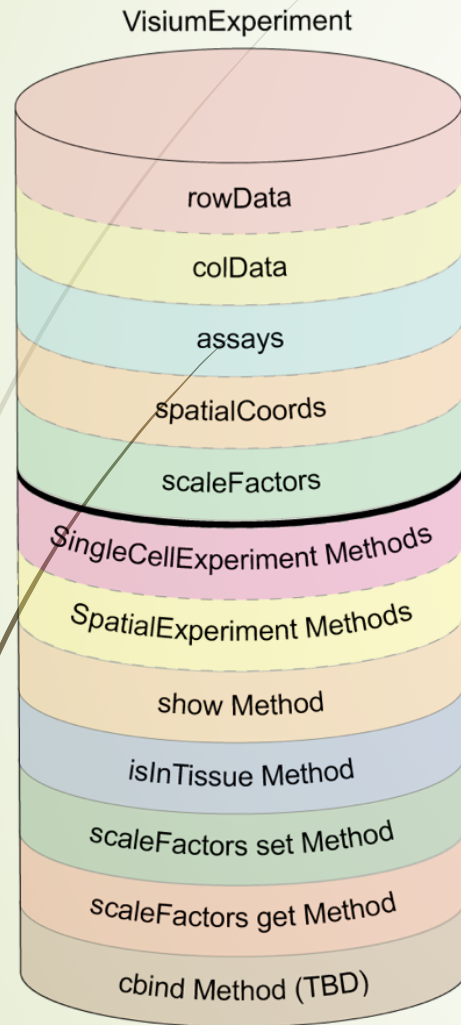 VisiumExperiment
rowData
colData
assays
spatialCoords
scaleFactors
SingleCellExperiment Methods
SpatialExperiment Methods
show Method
isInTissue Method
scaleFactors set Method
scaleFactors get Method
cbind Method (TBD)